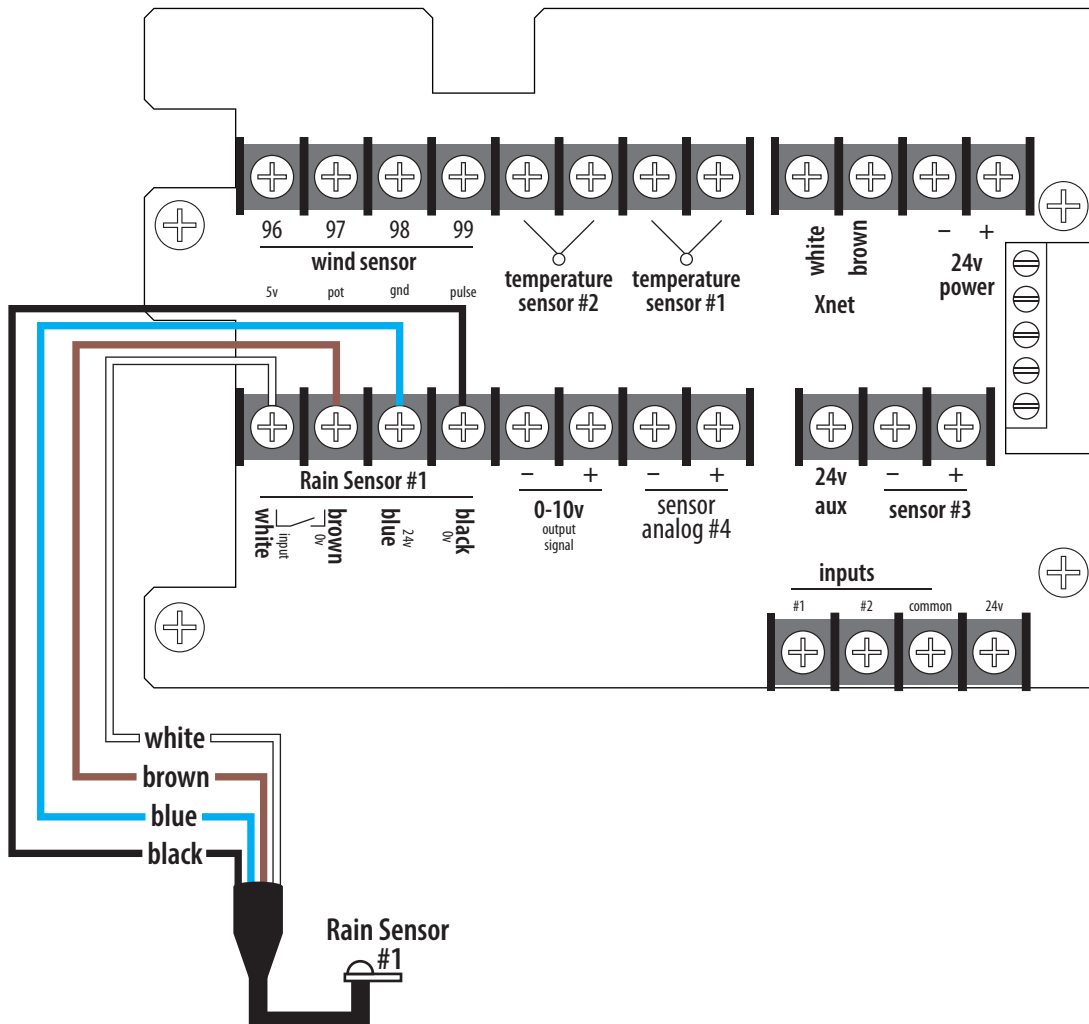 96 97 98 99
wind sensor
5v pot gnd pulse
temperature
sensor #2
temperature
sensor #1
white
brown
Xnet
− +
24v
power
Rain Sensor #1
white
input
0v
brown
blue
24v
black
0v
− +
0-10v
output
signal
− +
sensor
analog #4
24v
aux
− +
sensor #3
inputs
#1 #2 common 24v
white
brown
blue
black
Rain Sensor
#1